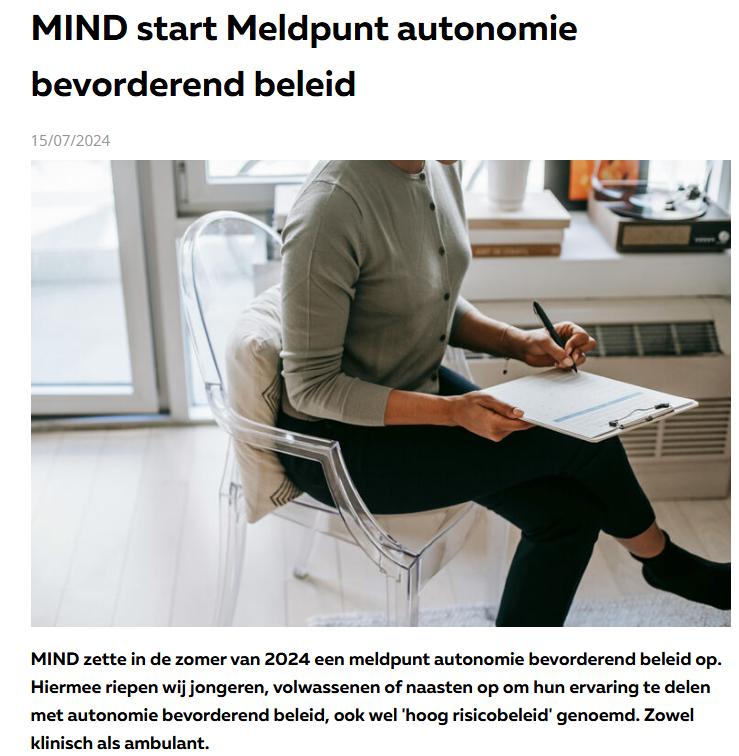 MIND start Meldpunt autonomie
bevorderend beleid
15/07/2024
MIND zette in de zomer van 2024 een meldpunt autonomie bevorderend beleid op.
Hiermee riepen wij jongeren, volwassenen of naasten op om hun ervaring te delen
met autonomie bevorderend beleid, ook wel 'hoog risicobeleid' genoemd. Zowel
klinisch als ambulant.